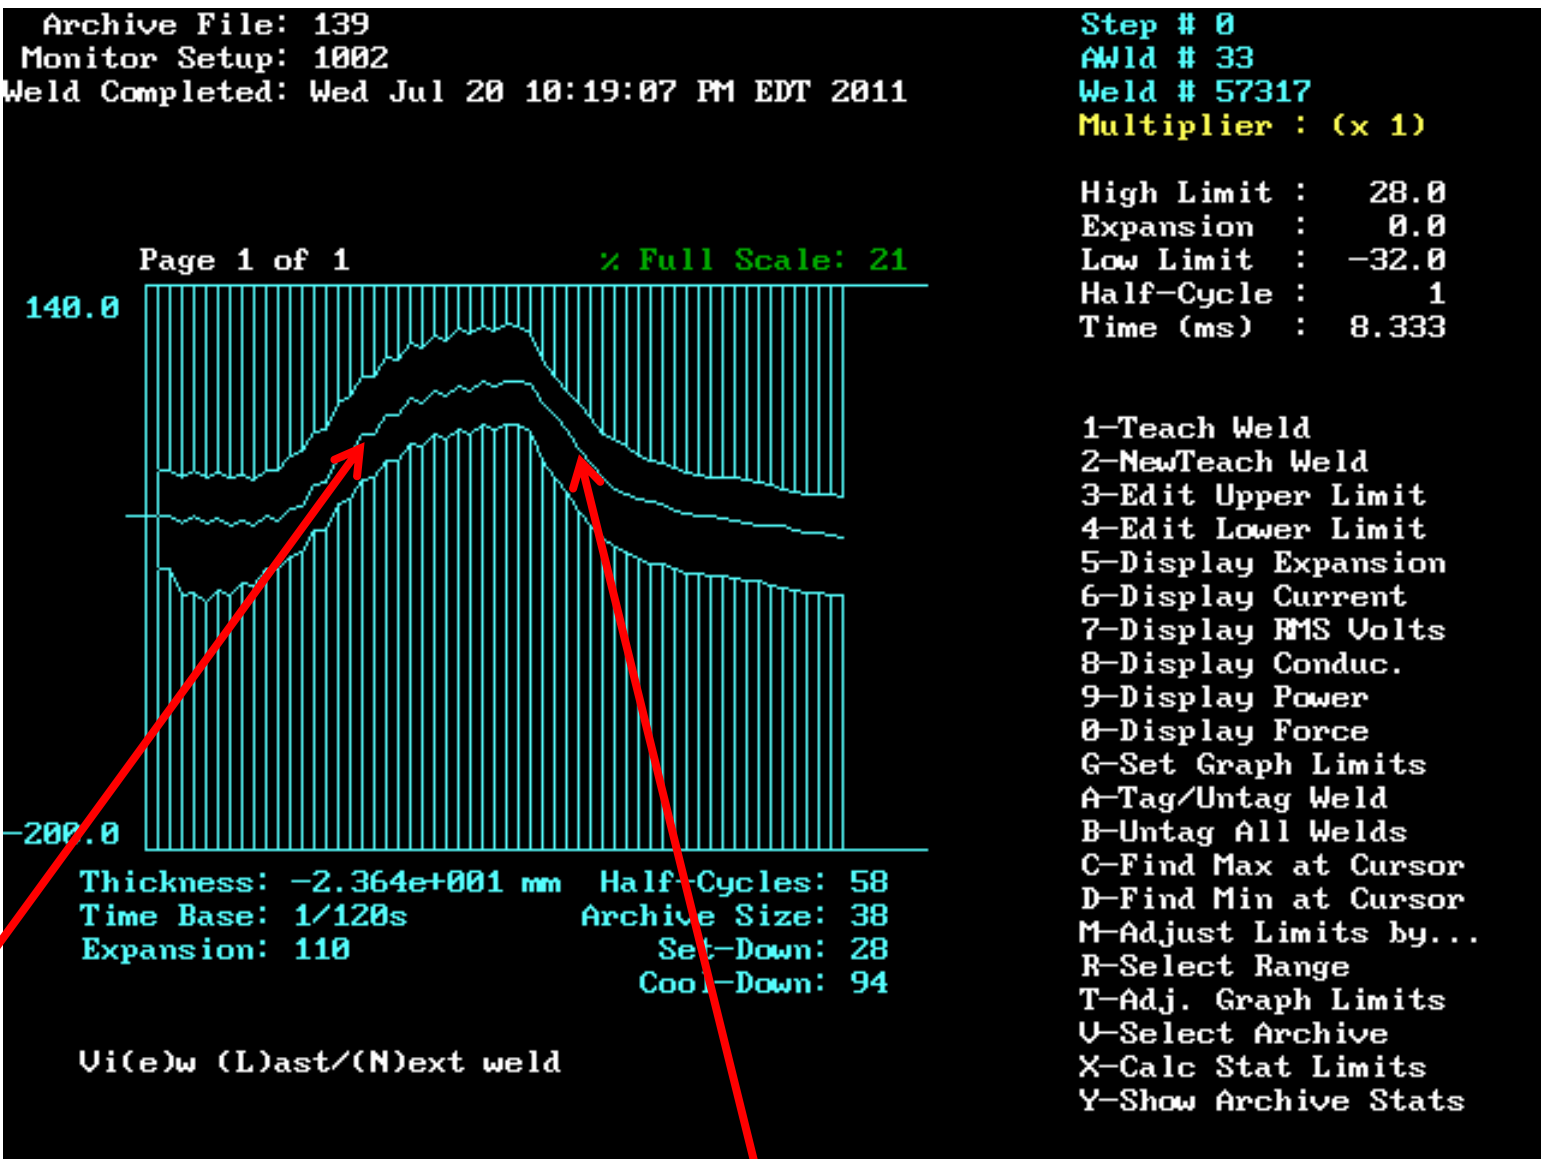 Archive File: 139
Monitor Setup: 1002
Weld Completed: Wed Jul 20 10:19:07 PM EDT 2011
Step # 0
AWld # 33
Weld # 57317
Multiplier : (x 1)
High Limit : 28.0
Expansion : 0.0
Low Limit : -32.0
Half-Cycle : 1
Time (ms) : 8.333
Page 1 of 1 % Full Scale: 21
140.0
-200.0
Thickness: -2.364e+001 mm Half-Cycles: 58
Time Base: 1/120s Archive Size: 38
Expansion: 110 Set-Down: 28
Cool-Down: 94
Vi(e)w (L)ast/(N)ext weld
1-Teach Weld
2-NewTeach Weld
3-Edit Upper Limit
4-Edit Lower Limit
5-Display Expansion
6-Display Current
7-Display RMS Volts
8-Display Conduc.
9-Display Power
0-Display Force
G-Set Graph Limits
A-Tag/Untag Weld
B-Untag All Welds
C-Find Max at Cursor
D-Find Min at Cursor
M-Adjust Limits by...
R-Select Range
T-Adj. Graph Limits
V-Select Archive
X-Calc Stat Limits
Y-Show Archive Stats